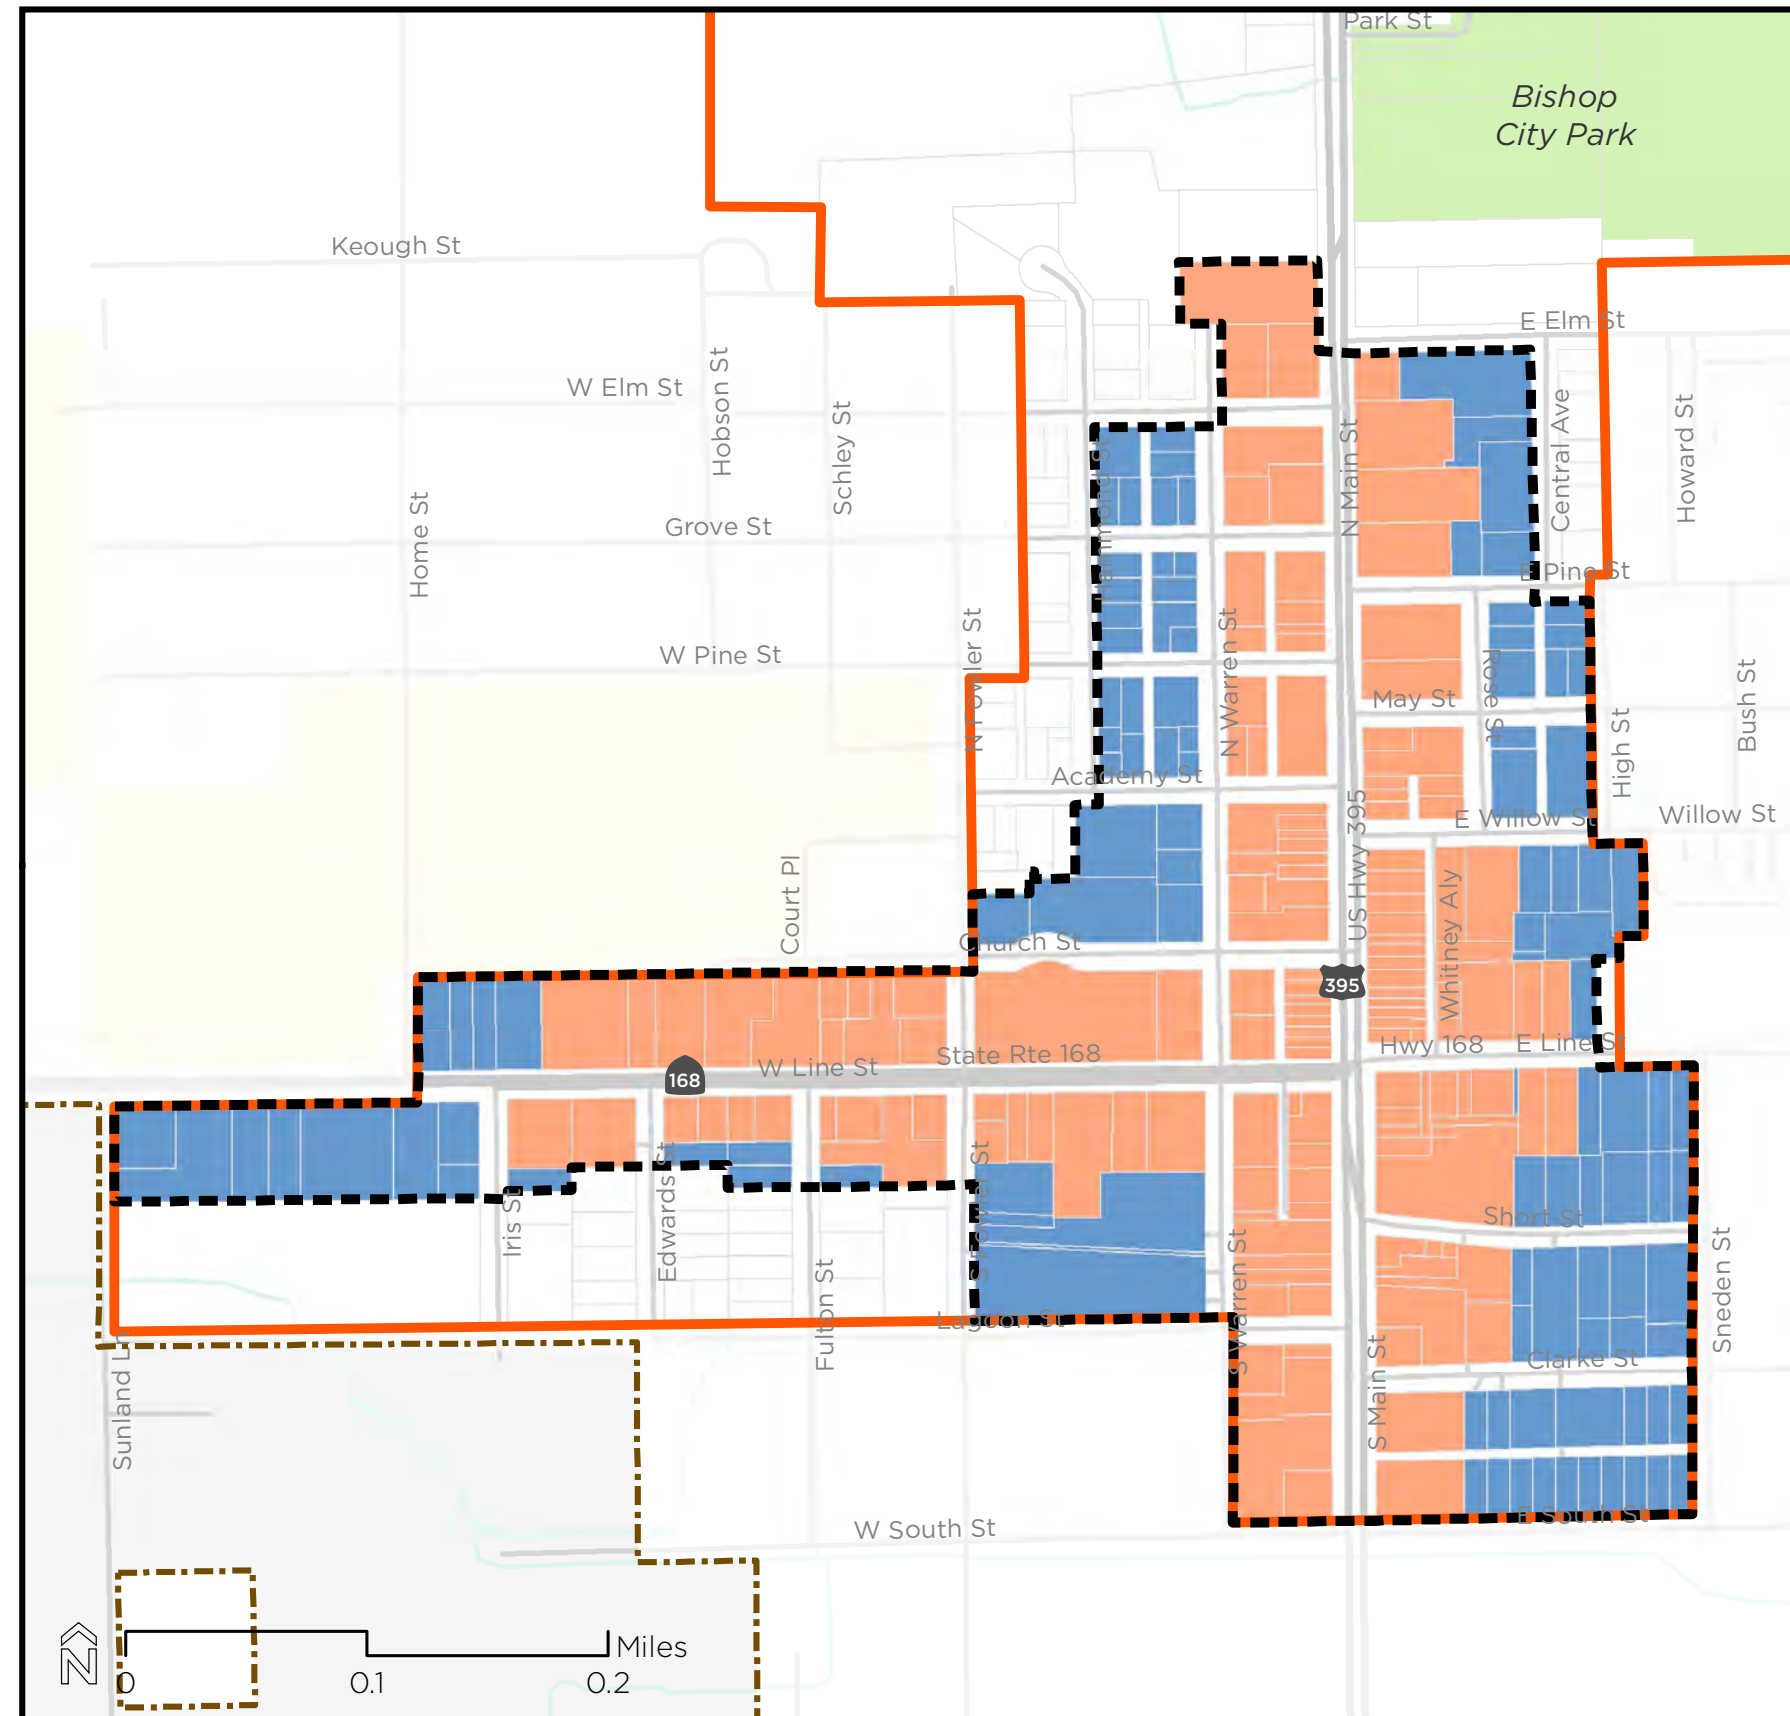 Park St
Bishop
City Park
Keough St
E Elm St
W Elm St
Hobson St
Schley St
Home St
Hammond St
N Main St
Central Ave
Howard St
Grove St
E Pine St
W Pine St
N Fowler St
N Warren St
Rose St
May St
High St
Bush St
Academy St
US Hwy 395
E Willow St
Willow St
Court Pl
Church St
Whitney Aly
395
State Rte 168
Hwy 168
E Line St
W Line St
168
Iris St
Edwards St
Fulton St
S Fowler St
S Warren St
Short St
Sneden St
Lagoon St
Sunland Ln
S Main St
Clarke St
W South St
E South St
N
Miles
0
0.1
0.2